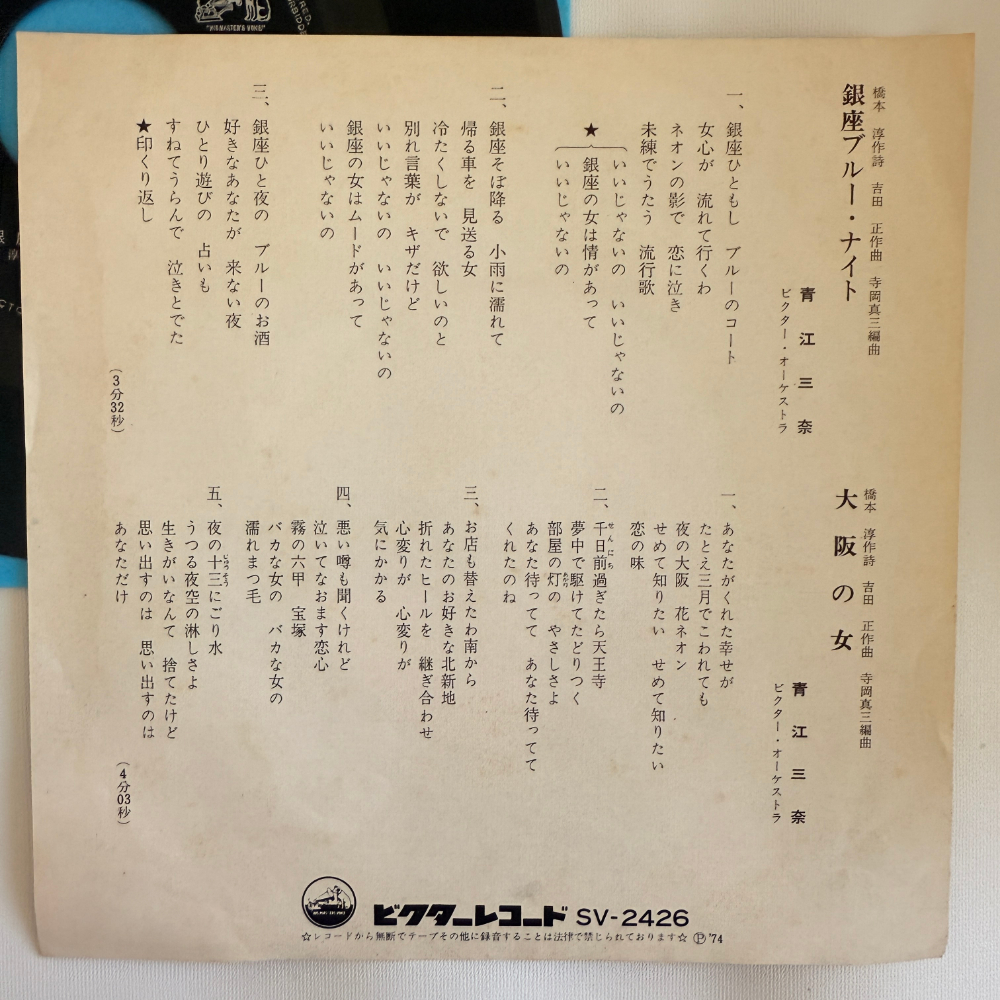 橋本 淳作詩 吉田 正作曲 寺岡真三編曲
銀座ブルー・ナイト
青江三奈
ビクター・オーケストラ
一、銀座ひともし ブルーのコート
女心が 流れて行くわ
ネオンの影で 恋に泣き
未練でうたう 流行歌
いいじゃないの いいじゃないの
★ 銀座の女は情があって
いいじゃないの
二、銀座そぼ降る 小雨に濡れて
帰る車を 見送る女
冷たくしないで 欲しいのと
別れ言葉が キザだけど
いいじゃないの いいじゃないの
銀座の女はムードがあって
いいじゃないの
三、銀座ひと夜の ブルーのお酒
好きなあなたが 来ない夜
ひとり遊びの 占いも
すねてうらんで 泣きとでた
★印くり返し
(3分32秒)
橋本 淳作詩 吉田 正作曲 寺岡真三編曲
大阪の女
青江三奈
ビクター・オーケストラ
一、あなたがくれた幸せが
たとえ三月でこわれても
夜の大阪 花ネオン
せめて知りたい せめて知りたい
恋の味
二、千日前過ぎたら天王寺
せんにち
夢中で駆けてたどりつく
部屋の灯の やさしさよ
あかり
あなた待ってて あなた待ってて
くれたのね
三、お店も替えたわ南から
あなたのお好きな北新地
折れたヒールを 継ぎ合わせ
心変りが 心変りが
気にかかる
四、悪い噂も聞くけれど
泣いてなおます恋心
霧の六甲 宝塚
バカな女の バカな女の
濡れまつ毛
五、夜の十三にごり水
じゅうそう
うつる夜空の淋しさよ
生きがいなんて 捨てたけど
思い出すのは 思い出すのは
あなただけ
(4分03秒)
ビクターレコード SV-2426
☆レコードから無断でテープその他に録音することは法律で禁じられております☆ Ⓟ'74
"HIS MASTER'S VOICE"